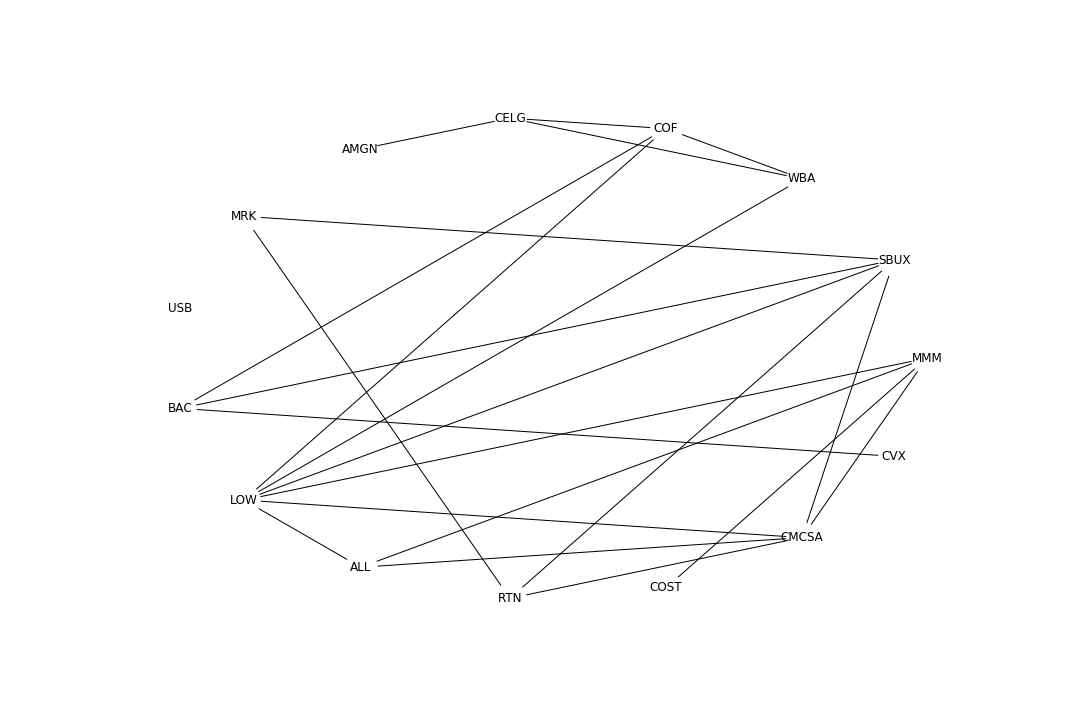 CELG
COF
AMGN
WBA
MRK
SBUX
USB
MMM
BAC
CVX
LOW
CMCSA
ALL
COST
RTN